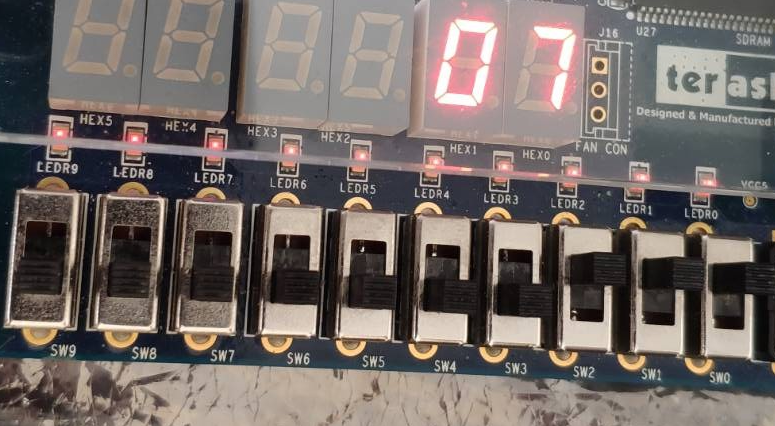 07
J16
U27
SDRAM
teras
Designed & Manufactured
FAN CON
HEX5
HEX4
HEX3
HEX2
HEX1
HEX0
LEDR9
LEDR8
LEDR7
LEDR6
LEDR5
LEDR4
LEDR3
LEDR2
LEDR1
LEDR0
VCC5
SW9
SW8
SW7
SW6
SW5
SW4
SW3
SW2
SW1
SW0